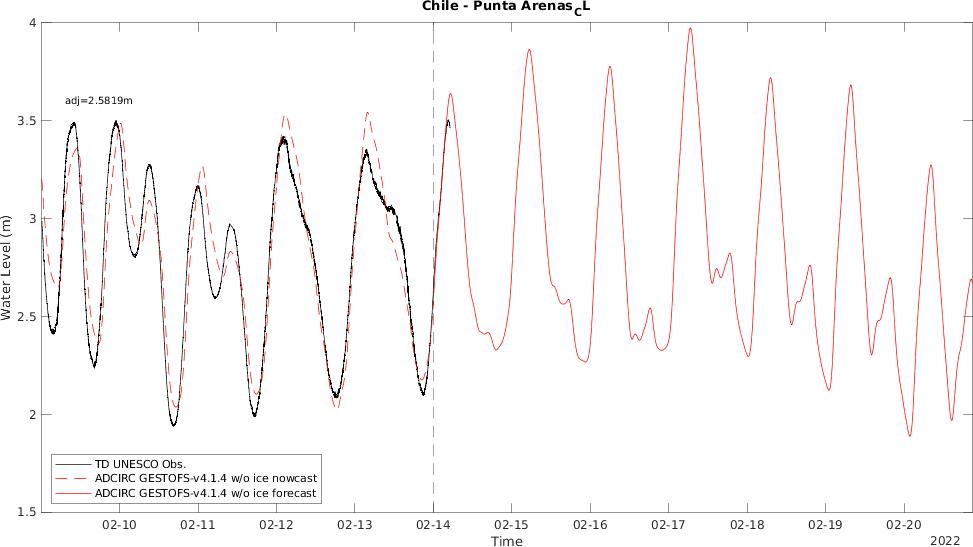 Chile - Punta Arenas_CL
4
adj=2.5819m
3.5
3
Water Level (m)
2.5
2
TD UNESCO Obs.
ADCIRC GESTOFS-v4.1.4 w/o ice nowcast
ADCIRC GESTOFS-v4.1.4 w/o ice forecast
1.5
02-10 02-11 02-12 02-13 02-14 02-15 02-16 02-17 02-18 02-19 02-20
Time
2022